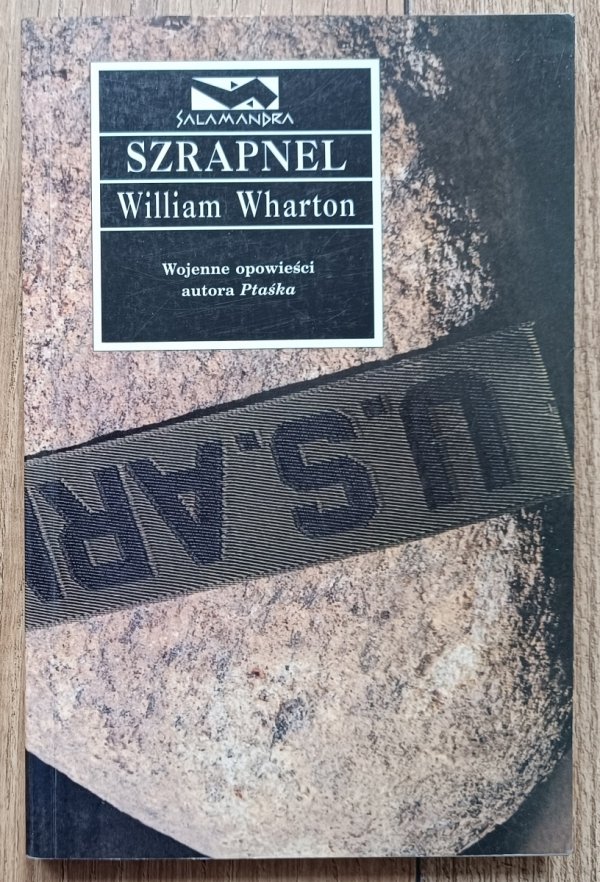 SALAMANDRA
SZRAPNEL
William Wharton
Wojenne opowieści
autora Ptaśka
U.S. AR